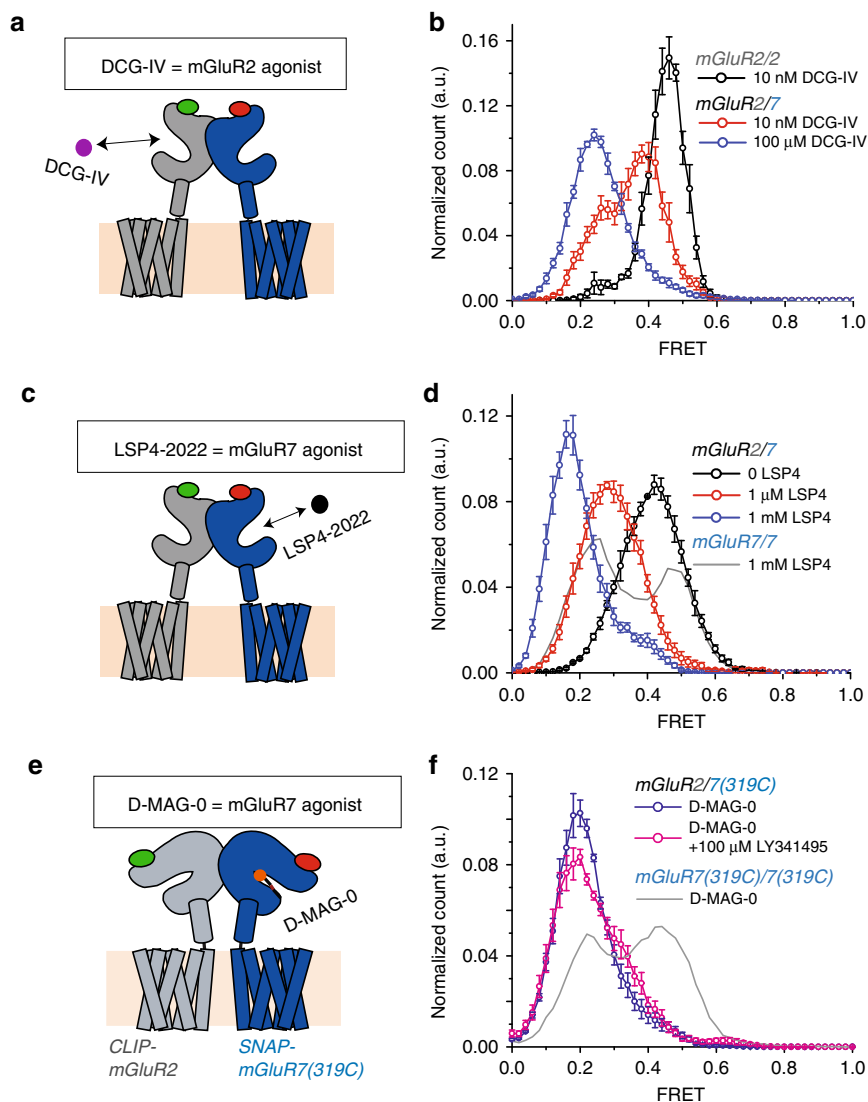 a
DCG-IV = mGluR2 agonist
DCG-IV
b
Normalized count (a.u.)
0.16
0.12
0.08
0.04
0.00
0.0 0.2 0.4 0.6 0.8 1.0
FRET
mGluR2/2
10 nM DCG-IV
mGluR2/7
10 nM DCG-IV
100 μM DCG-IV
c
LSP4-2022 = mGluR7 agonist
LSP4-2022
d
Normalized count (a.u.)
0.12
0.08
0.04
0.00
0.0 0.2 0.4 0.6 0.8 1.0
FRET
mGluR2/7
0 LSP4
1 μM LSP4
1 mM LSP4
mGluR7/7
1 mM LSP4
e
D-MAG-0 = mGluR7 agonist
D-MAG-0
CLIP-
mGluR2
SNAP-
mGluR7(319C)
f
Normalized count (a.u.)
0.12
0.08
0.04
0.00
0.0 0.2 0.4 0.6 0.8 1.0
FRET
mGluR2/7(319C)
D-MAG-0
D-MAG-0
+100 μM LY341495
mGluR7(319C)/7(319C)
D-MAG-0